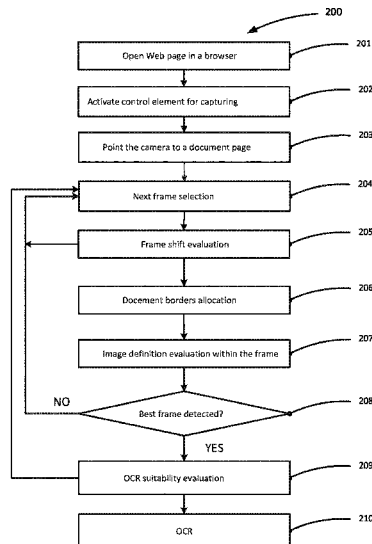 200
Open Web page in a browser
201
Activate control element for capturing
202
Point the camera to a document page
203
Next frame selection
204
Frame shift evaluation
205
Document borders allocation
206
Image definition evaluation within the frame
207
NO
Best frame detected?
208
YES
OCR suitability evaluation
209
OCR
210